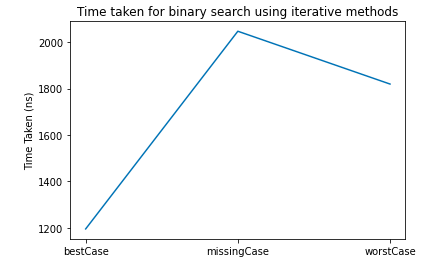 Time taken for binary search using iterative methods
2000
1800
1600
1400
1200
Time Taken (ns)
bestCase missingCase worstCase